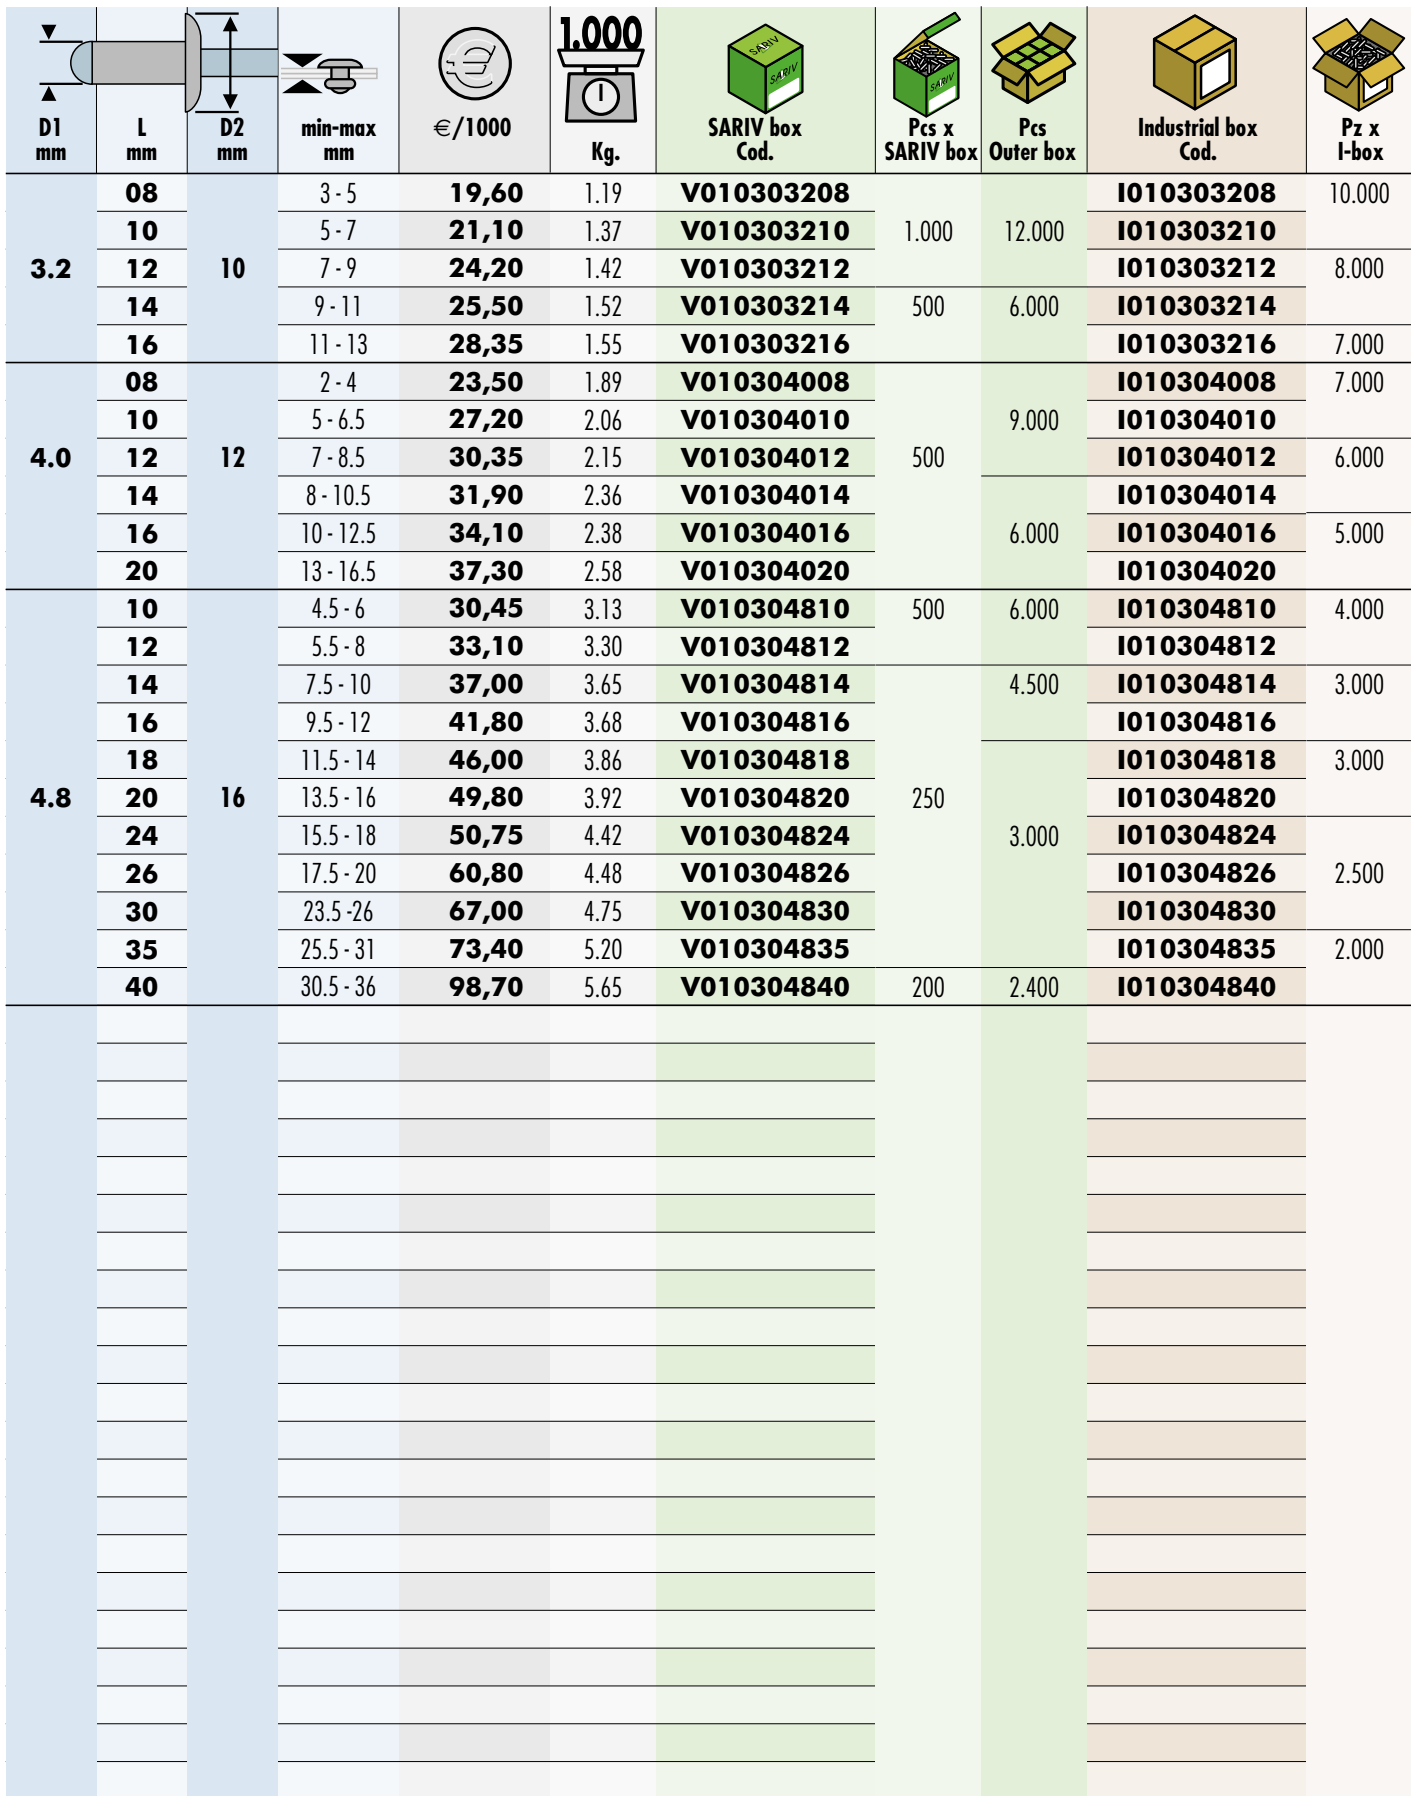 1.000
SARIV
SARIV
SARIV
D1 mm L mm D2 mm min-max mm €/1000 Kg. SARIV box Cod. Pcs x SARIV box Pcs Outer box Industrial box Cod. Pz x I-box
08 3 - 5 19,60 1.19 V010303208 I010303208 10.000
10 5 - 7 21,10 1.37 V010303210 1.000 12.000 I010303210
3.2 12 10 7 - 9 24,20 1.42 V010303212 I010303212 8.000
14 9 - 11 25,50 1.52 V010303214 500 6.000 I010303214
16 11 - 13 28,35 1.55 V010303216 I010303216 7.000
08 2 - 4 23,50 1.89 V010304008 I010304008 7.000
10 5 - 6.5 27,20 2.06 V010304010 9.000 I010304010
4.0 12 12 7 - 8.5 30,35 2.15 V010304012 500 I010304012 6.000
14 8 - 10.5 31,90 2.36 V010304014 I010304014
16 10 - 12.5 34,10 2.38 V010304016 6.000 I010304016 5.000
20 13 - 16.5 37,30 2.58 V010304020 I010304020
10 4.5 - 6 30,45 3.13 V010304810 500 6.000 I010304810 4.000
12 5.5 - 8 33,10 3.30 V010304812 I010304812
14 7.5 - 10 37,00 3.65 V010304814 4.500 I010304814 3.000
16 9.5 - 12 41,80 3.68 V010304816 I010304816
18 11.5 - 14 46,00 3.86 V010304818 I010304818 3.000
4.8 20 16 13.5 - 16 49,80 3.92 V010304820 250 I010304820
24 15.5 - 18 50,75 4.42 V010304824 3.000 I010304824
26 17.5 - 20 60,80 4.48 V010304826 I010304826 2.500
30 23.5 -26 67,00 4.75 V010304830 I010304830
35 25.5 - 31 73,40 5.20 V010304835 I010304835 2.000
40 30.5 - 36 98,70 5.65 V010304840 200 2.400 I010304840